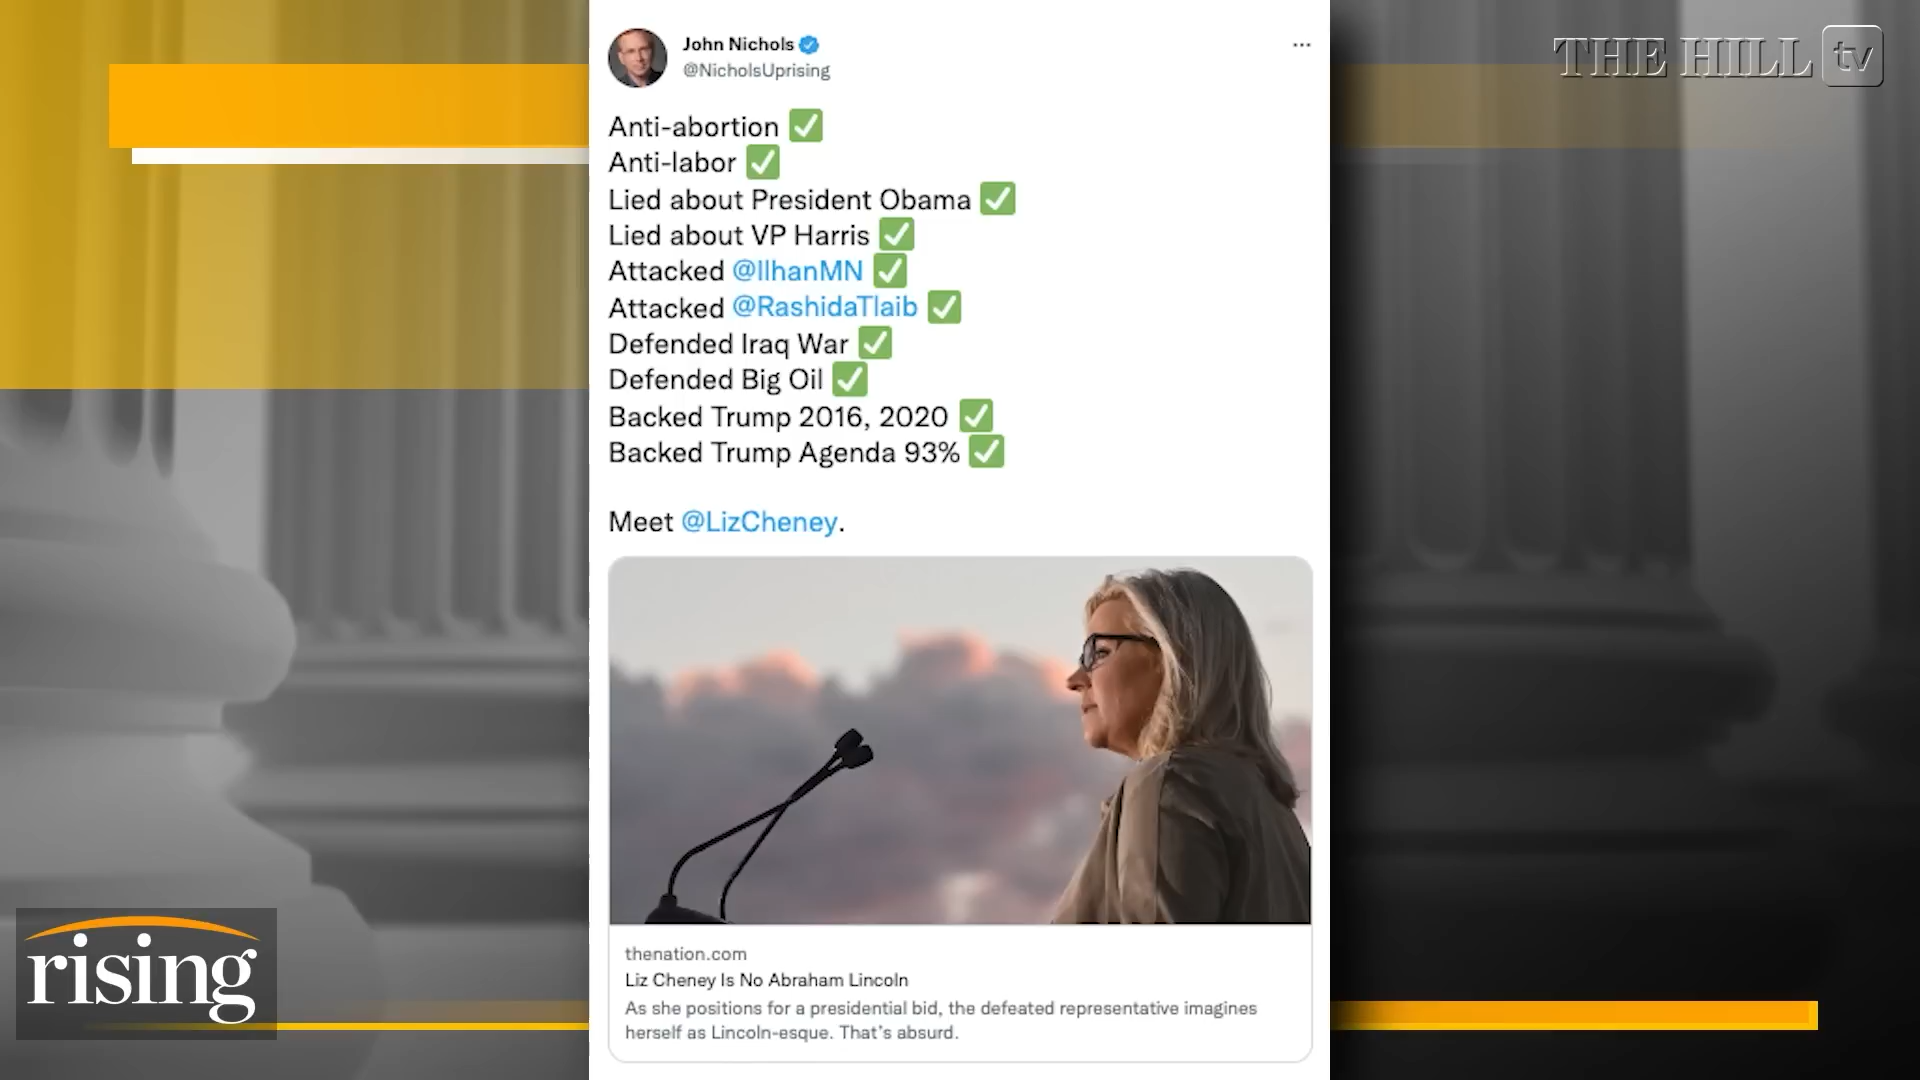 John Nichols
@NicholsUprising
...
THE HILL tv
Anti-abortion ✅
Anti-labor ✅
Lied about President Obama ✅
Lied about VP Harris ✅
Attacked @IlhanMN ✅
Attacked @RashidaTlaib ✅
Defended Iraq War ✅
Defended Big Oil ✅
Backed Trump 2016, 2020 ✅
Backed Trump Agenda 93% ✅
Meet @LizCheney.
thenation.com
Liz Cheney Is No Abraham Lincoln
As she positions for a presidential bid, the defeated representative imagines
herself as Lincoln-esque. That's absurd.
rising